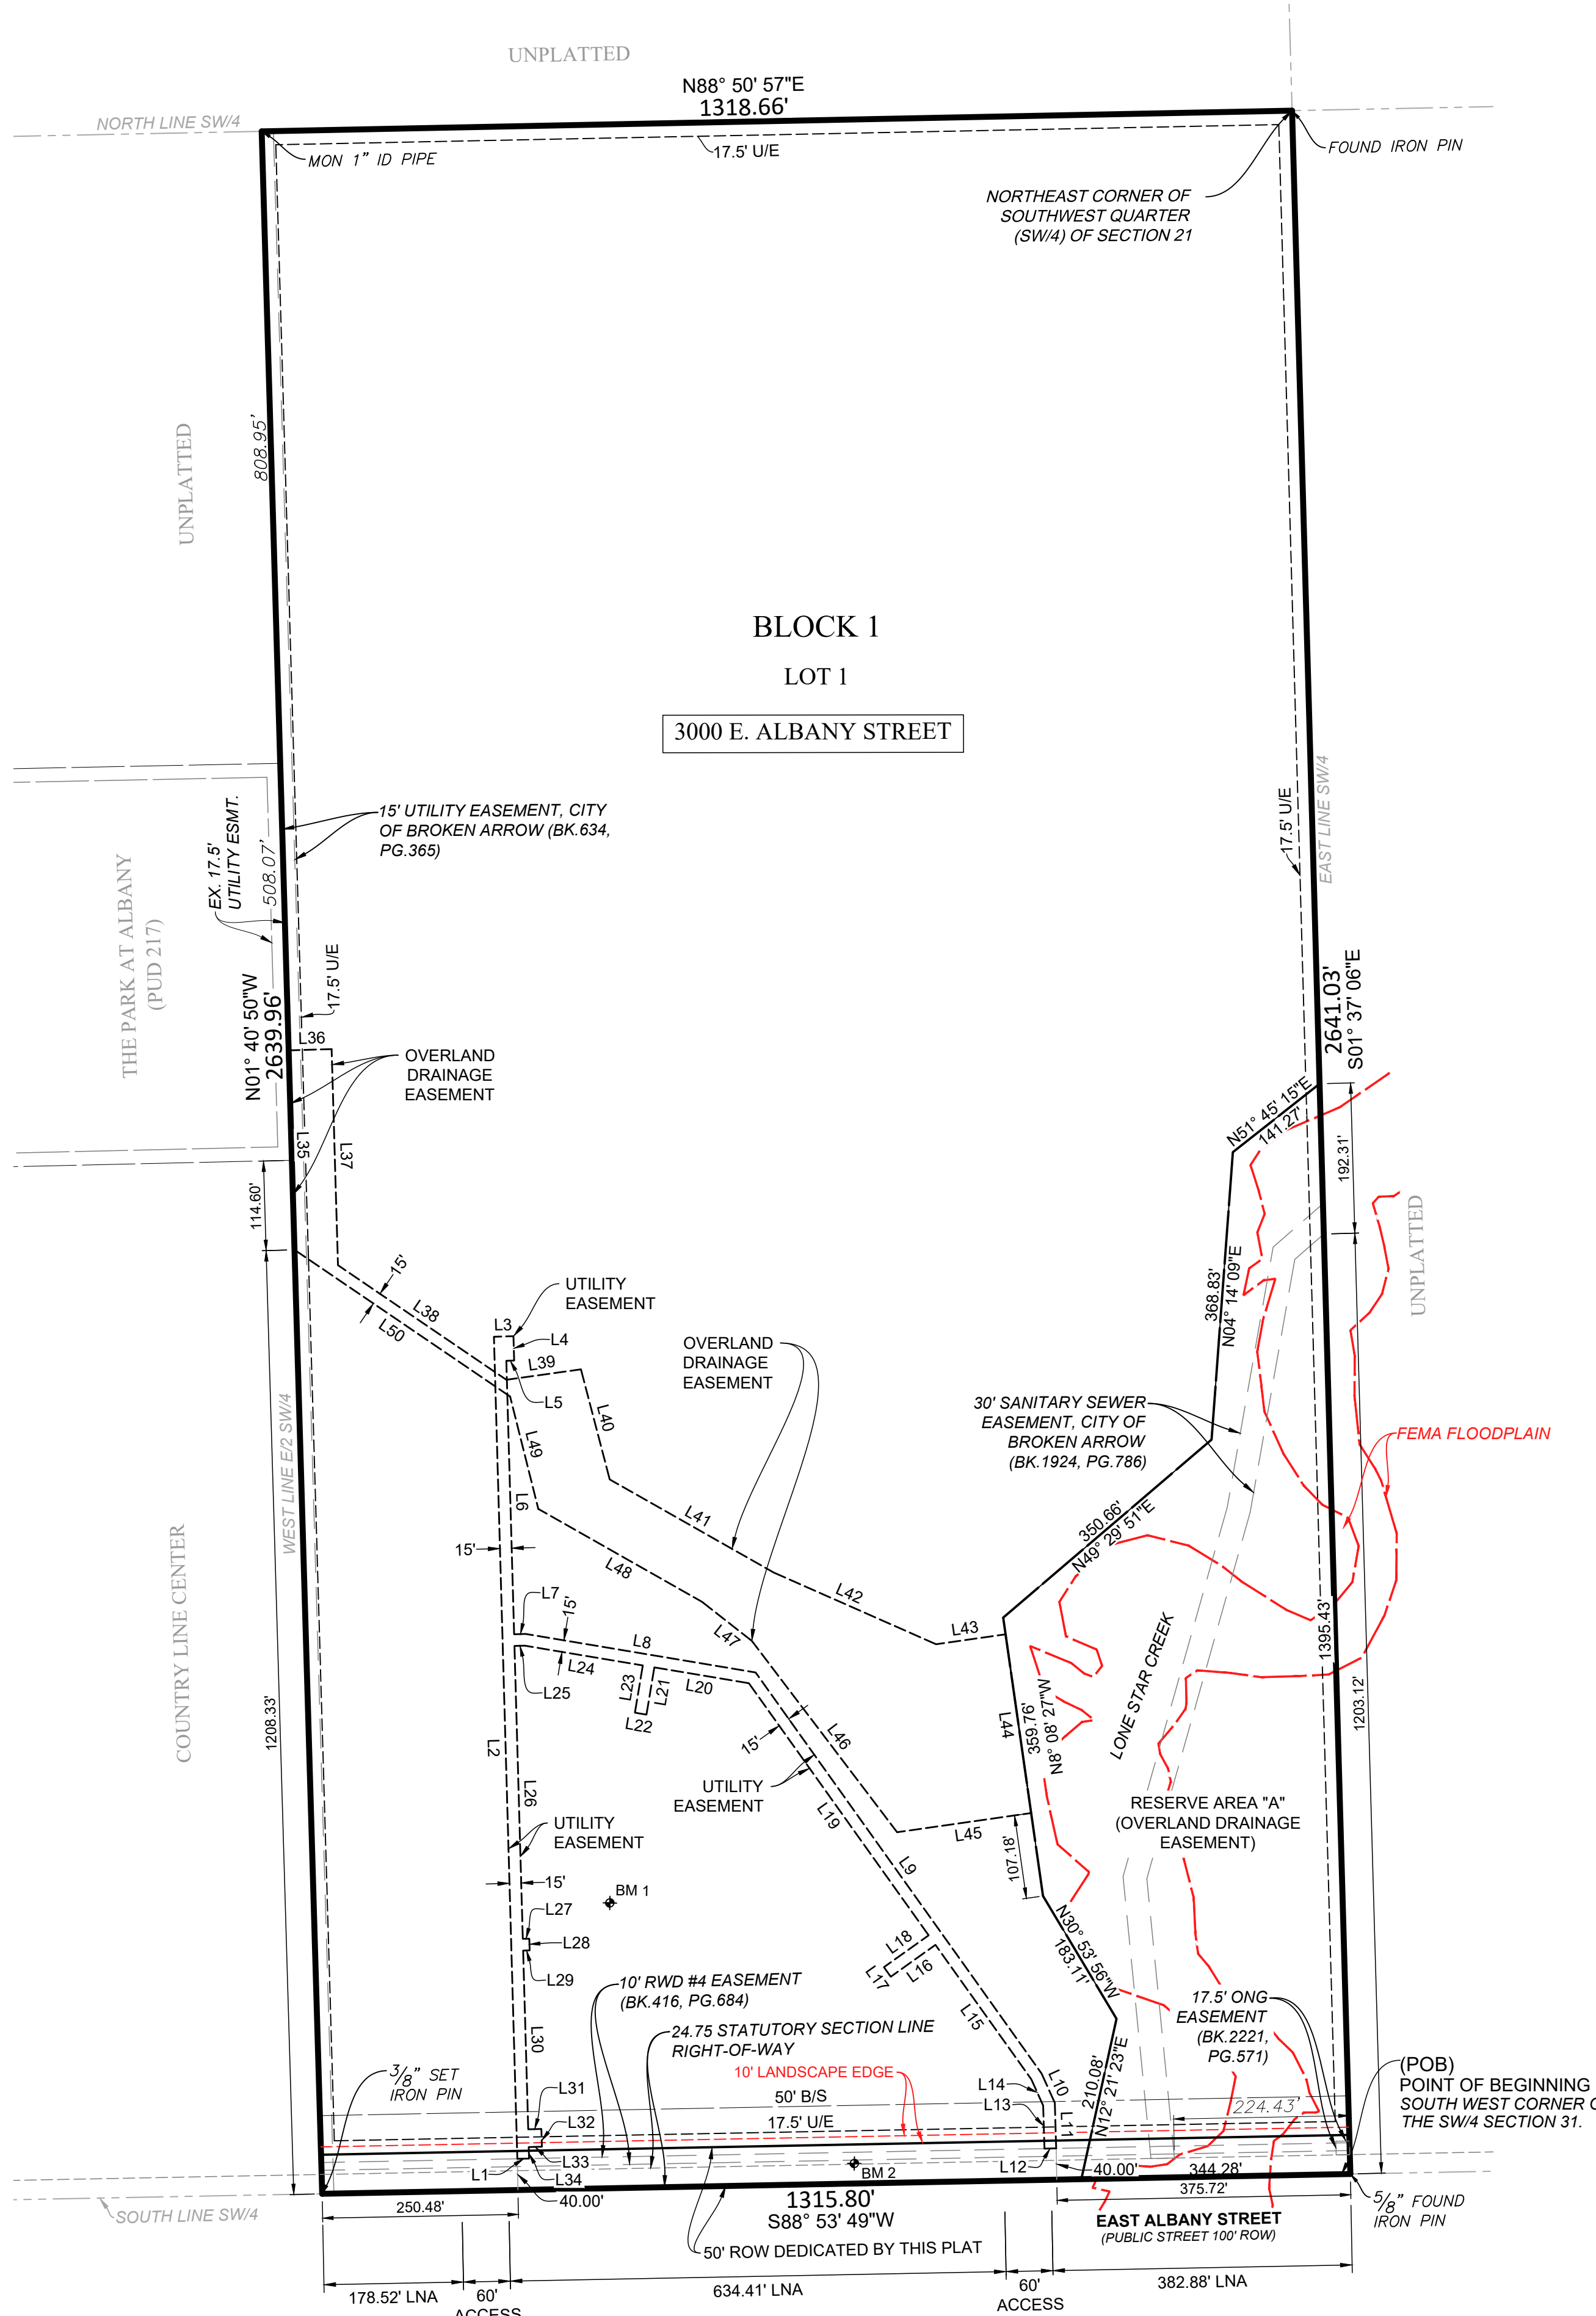 UNPLATTED
N88° 50' 57"E
1318.66'
NORTH LINE SW/4
MON 1" ID PIPE
17.5' U/E
FOUND IRON PIN
NORTHEAST CORNER OF
SOUTHWEST QUARTER
(SW/4) OF SECTION 21
808.95'
UNPLATTED
BLOCK 1
LOT 1
3000 E. ALBANY STREET
15' UTILITY EASEMENT, CITY
OF BROKEN ARROW (BK.634,
PG.365)
EX. 17.5'
UTILITY ESMT.
508.07'
17.5' U/E
EAST LINE SW/4
THE PARK AT ALBANY
(PUD 217)
N01° 40' 50"W
2639.96'
17.5' U/E
L36
OVERLAND
DRAINAGE
EASEMENT
L35
L37
2641.03'
S01° 37' 06"E
N51° 45' 15"E
141.27'
192.31'
114.60'
UNPLATTED
15'
L38
L50
UTILITY
EASEMENT
L3
L4
L39
L5
L40
L49
OVERLAND
DRAINAGE
EASEMENT
368.83'
N04° 14' 09"E
30' SANITARY SEWER
EASEMENT, CITY OF
BROKEN ARROW
(BK.1924, PG.786)
FEMA FLOODPLAIN
WEST LINE E/2 SW/4
L6
L41
15'
350.66'
N49° 29' 51"E
L48
L42
L7
15'
L8
L47
L43
L24
L23
L21
L20
L25
L22
COUNTRY LINE CENTER
1208.33'
L2
L44
359.76'
N8° 08' 27"W
LONE STAR CREEK
1395.43'
1203.12'
15'
L46
UTILITY
EASEMENT
L26
L19
UTILITY
EASEMENT
L45
RESERVE AREA "A"
(OVERLAND DRAINAGE
EASEMENT)
107.18'
L9
15'
BM 1
L27
L28
L29
L18
L17
L16
N30° 53' 56"W
183.11'
10' RWD #4 EASEMENT
(BK.416, PG.684)
17.5' ONG
EASEMENT
(BK.2221,
PG.571)
L30
L15
24.75 STATUTORY SECTION LINE
RIGHT-OF-WAY
3/8" SET
IRON PIN
10' LANDSCAPE EDGE
L14
L10
210.08'
N12° 21' 23"E
(POB)
POINT OF BEGINNING
SOUTH WEST CORNER O
THE SW/4 SECTION 31.
50' B/S
L31
L13
L11
224.43'
L32
17.5' U/E
L33
L1
L34
BM 2
L12
40.00'
344.28'
SOUTH LINE SW/4
250.48'
40.00'
1315.80'
S88° 53' 49"W
375.72'
5/8" FOUND
IRON PIN
EAST ALBANY STREET
(PUBLIC STREET 100' ROW)
50' ROW DEDICATED BY THIS PLAT
178.52' LNA
60'
ACCESS
634.41' LNA
60'
ACCESS
382.88' LNA